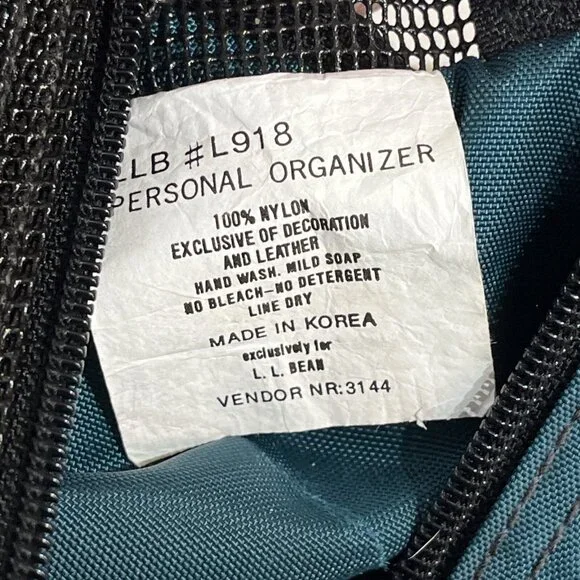 LLB #L918
PERSONAL ORGANIZER
100% NYLON
EXCLUSIVE OF DECORATION
AND LEATHER
HAND WASH. MILD SOAP
NO BLEACH-NO DETERGENT
LINE DRY
MADE IN KOREA
exclusively for
L. L. BEAN
VENDOR NR:3144